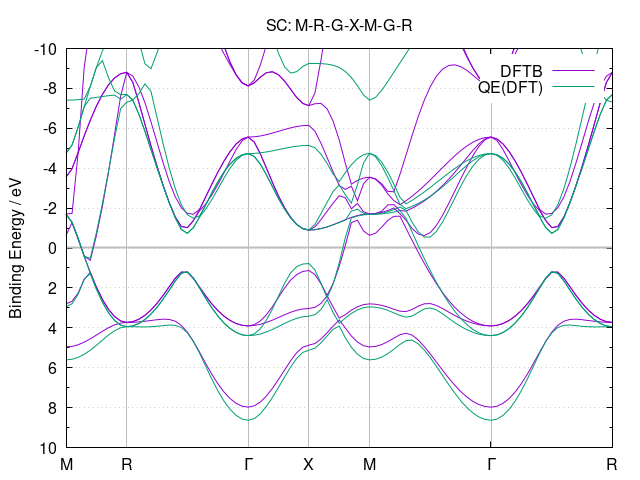 SC: M-R-G-X-M-G-R
DFTB
QE(DFT)
Binding Energy / eV
-10
-8
-6
-4
-2
0
2
4
6
8
10
M R Γ X M Γ R